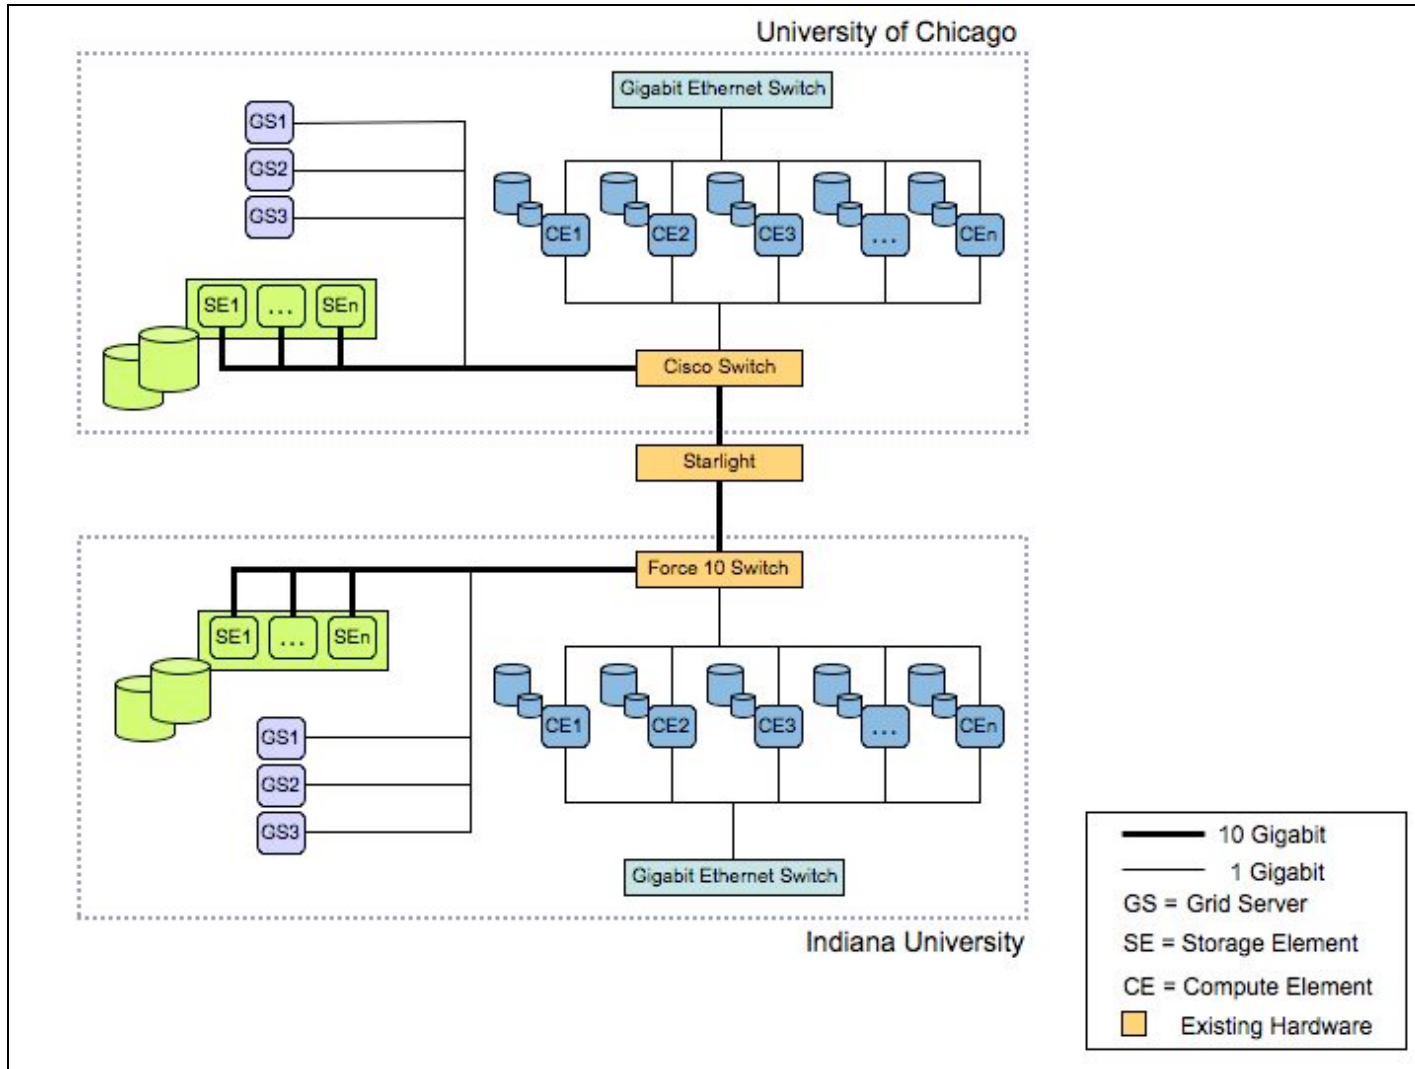 University of Chicago
Gigabit Ethernet Switch
GS1
GS2
GS3
CE1 CE2 CE3 ... CEn
SE1 ... SEn
Cisco Switch
Starlight
Force 10 Switch
SE1 ... SEn
CE1 CE2 CE3 ... CEn
GS1
GS2
GS3
Gigabit Ethernet Switch
Indiana University
10 Gigabit
1 Gigabit
GS = Grid Server
SE = Storage Element
CE = Compute Element
Existing Hardware